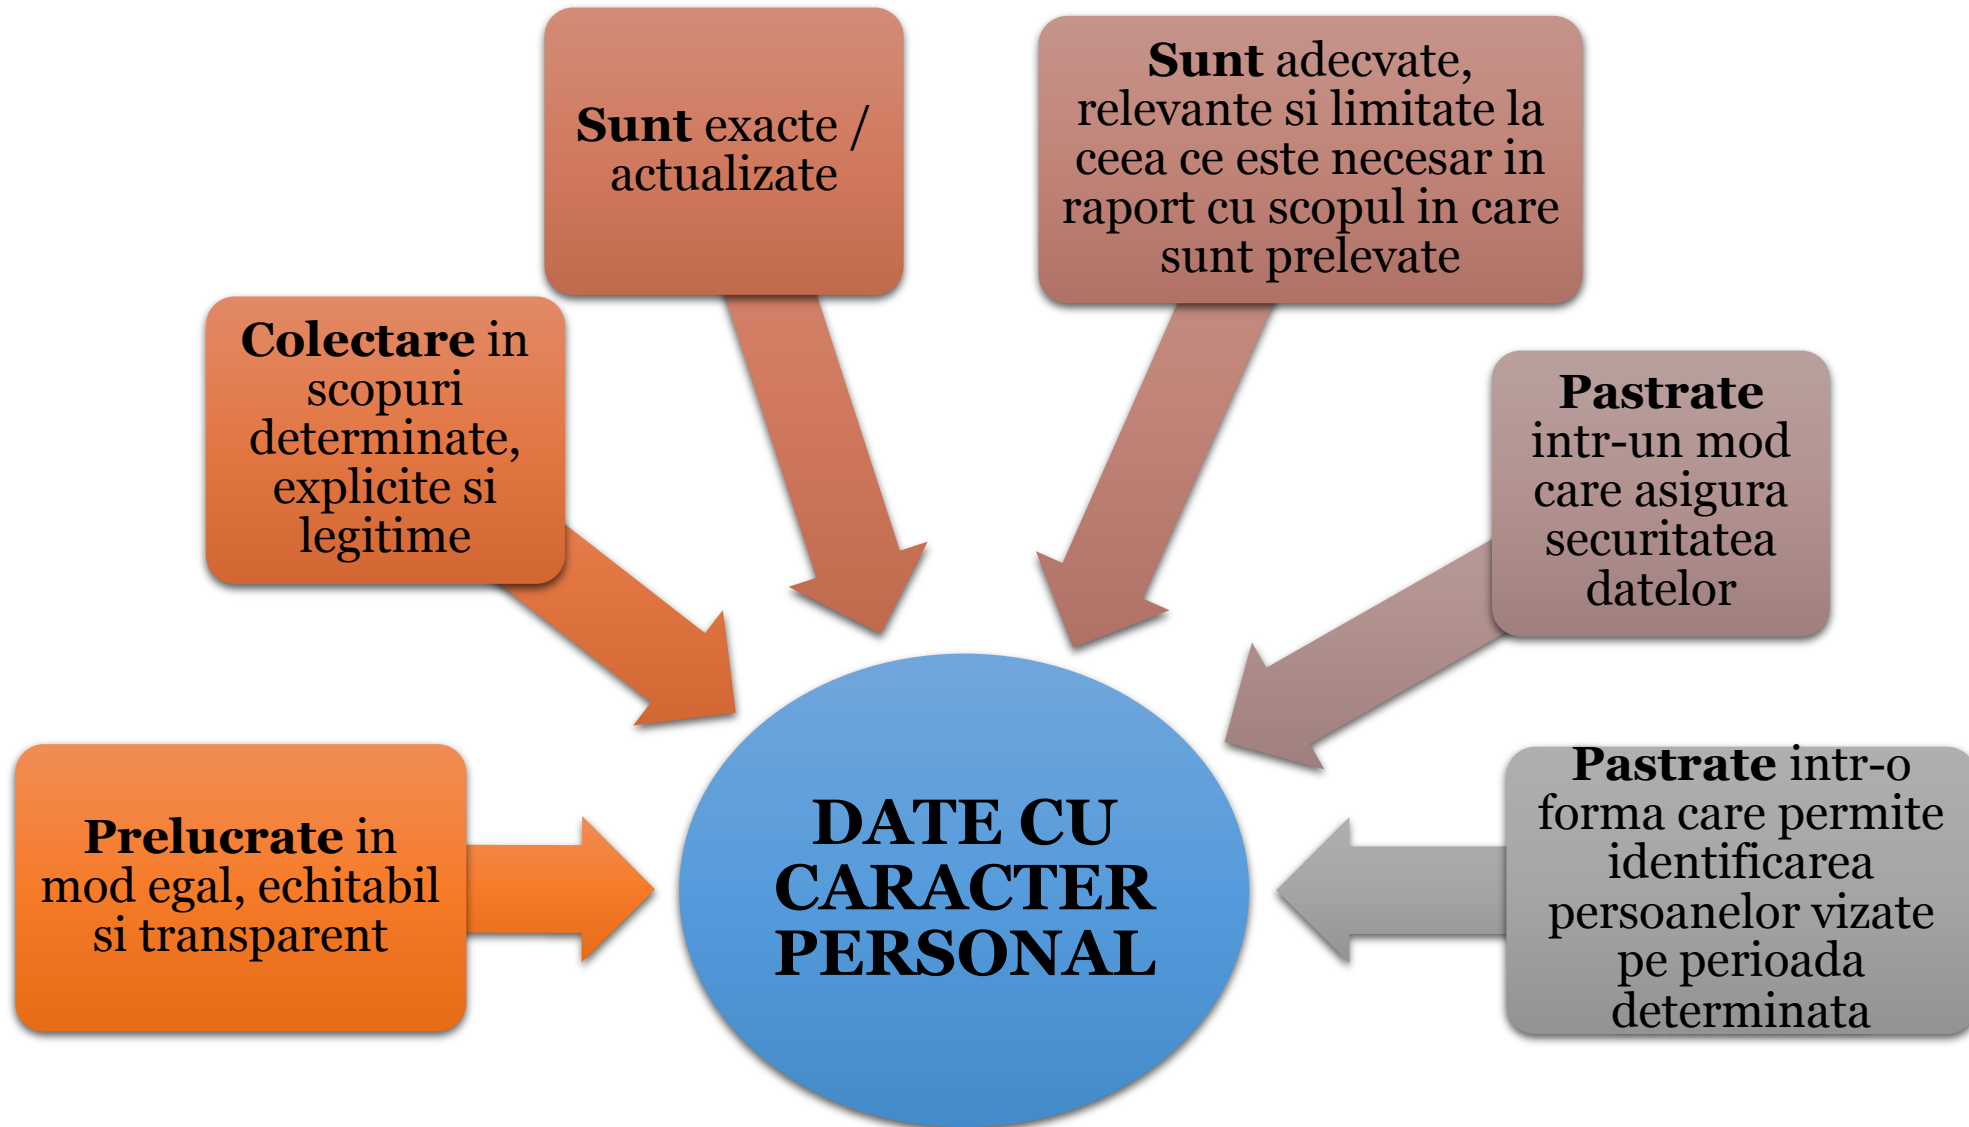 Sunt exacte /
actualizate
Sunt adecvate,
relevante si limitate la
ceea ce este necesar in
raport cu scopul in care
sunt prelevate
Colectare in
scopuri
determinate,
explicite si
legitime
Pastrate
intr-un mod
care asigura
securitatea
datelor
Prelucrate in
mod egal, echitabil
si transparent
DATE CU
CARACTER
PERSONAL
Pastrate intr-o
forma care permite
identificarea
persoanelor vizate
pe perioada
determinata